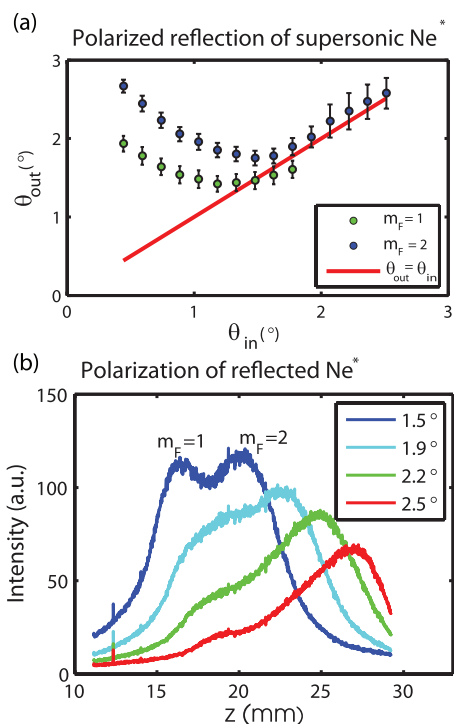 (a)
Polarized reflection of supersonic Ne*
3
2
1
0
θout(°)
0
1
2
3
θin(°)
mF=1
mF=2
θout=θin
(b)
Polarization of reflected Ne*
150
100
50
0
Intensity (a.u.)
mF=1
mF=2
1.5°
1.9°
2.2°
2.5°
10
15
20
25
30
z (mm)